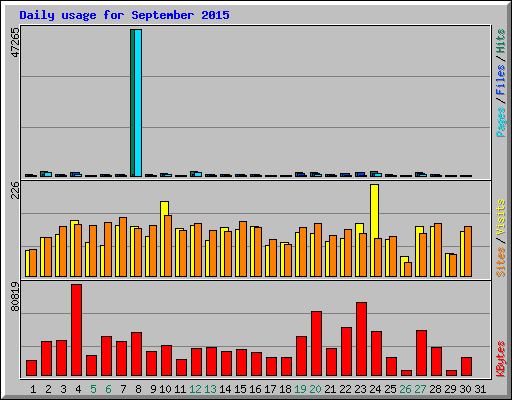 Daily usage for September 2015
47265
Pages / Files / Hits
226
Sites / Visits
80819
KBytes
1 2 3 4 5 6 7 8 9 10 11 12 13 14 15 16 17 18 19 20 21 22 23 24 25 26 27 28 29 30 31